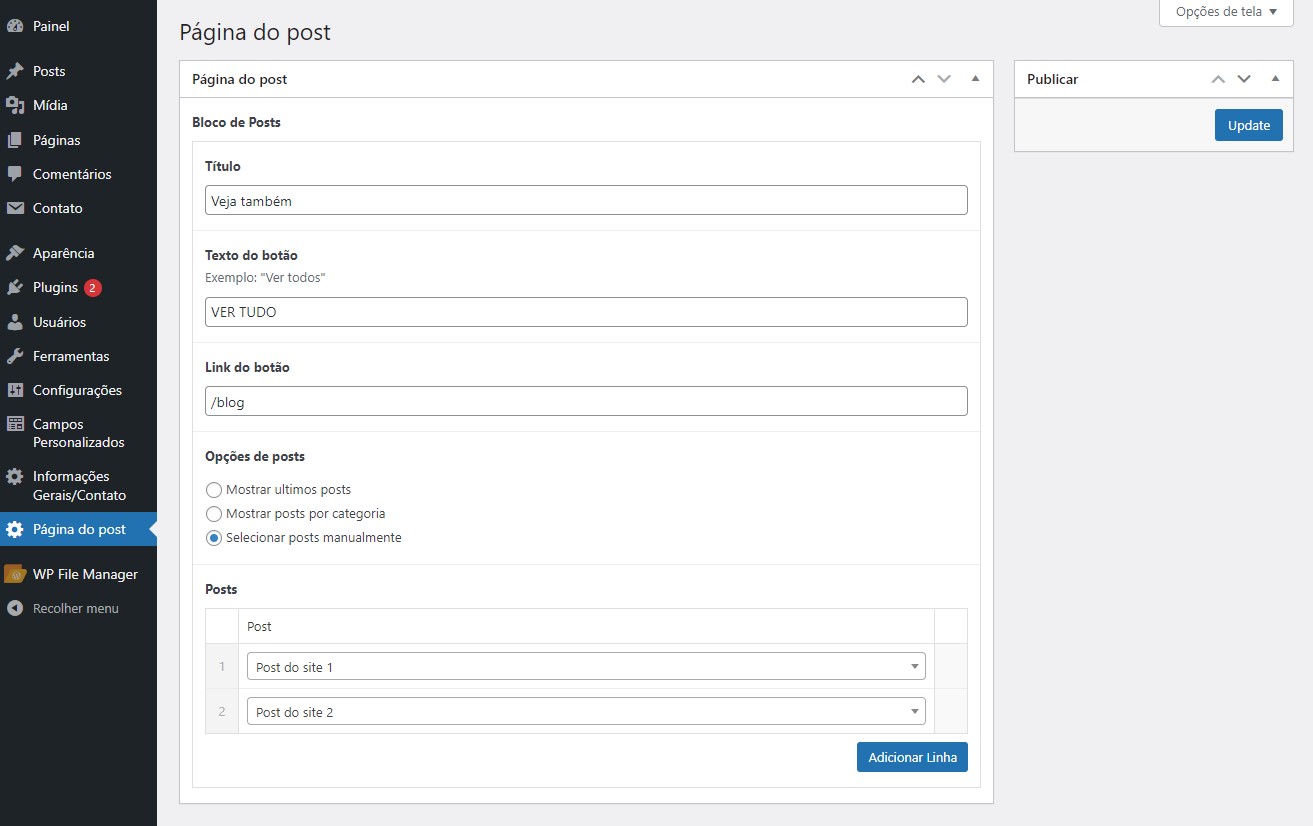 Opções de tela
Painel
Posts
Mídia
Páginas
Comentários
Contato
Aparência
Plugins 2
Usuários
Ferramentas
Configurações
Campos
Personalizados
Informações
Gerais/Contato
Página do post
WP File Manager
Recolher menu
Página do post
Página do post
Bloco de Posts
Título
Veja também
Texto do botão
Exemplo: "Ver todos"
VER TUDO
Link do botão
/blog
Opções de posts
Mostrar ultimos posts
Mostrar posts por categoria
Selecionar posts manualmente
Posts
Post
1 Post do site 1
2 Post do site 2
Adicionar Linha
Publicar
Update